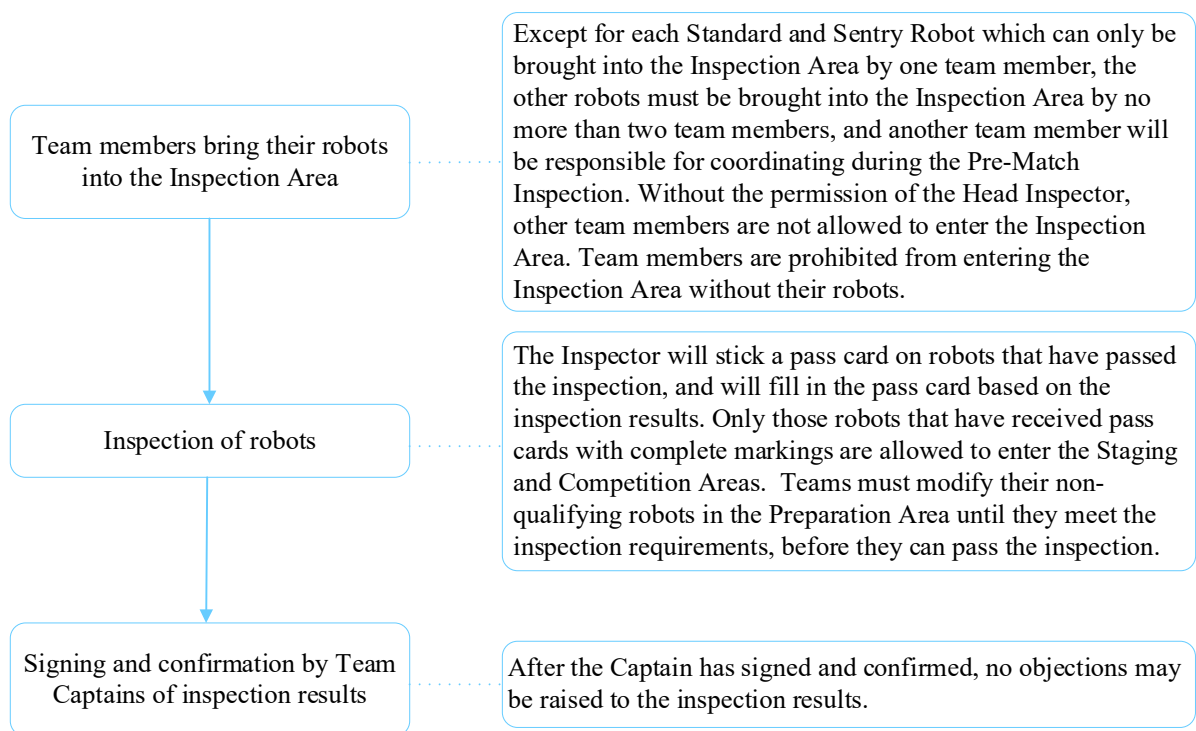 Team members bring their robots
into the Inspection Area
Except for each Standard and Sentry Robot which can only be
brought into the Inspection Area by one team member, the
other robots must be brought into the Inspection Area by no
more than two team members, and another team member will
be responsible for coordinating during the Pre-Match
Inspection. Without the permission of the Head Inspector,
other team members are not allowed to enter the Inspection
Area. Team members are prohibited from entering the
Inspection Area without their robots.
Inspection of robots
The Inspector will stick a pass card on robots that have passed
the inspection, and will fill in the pass card based on the
inspection results. Only those robots that have received pass
cards with complete markings are allowed to enter the Staging
and Competition Areas.  Teams must modify their non-
qualifying robots in the Preparation Area until they meet the
inspection requirements, before they can pass the inspection.
Signing and confirmation by Team
Captains of inspection results
After the Captain has signed and confirmed, no objections may
be raised to the inspection results.